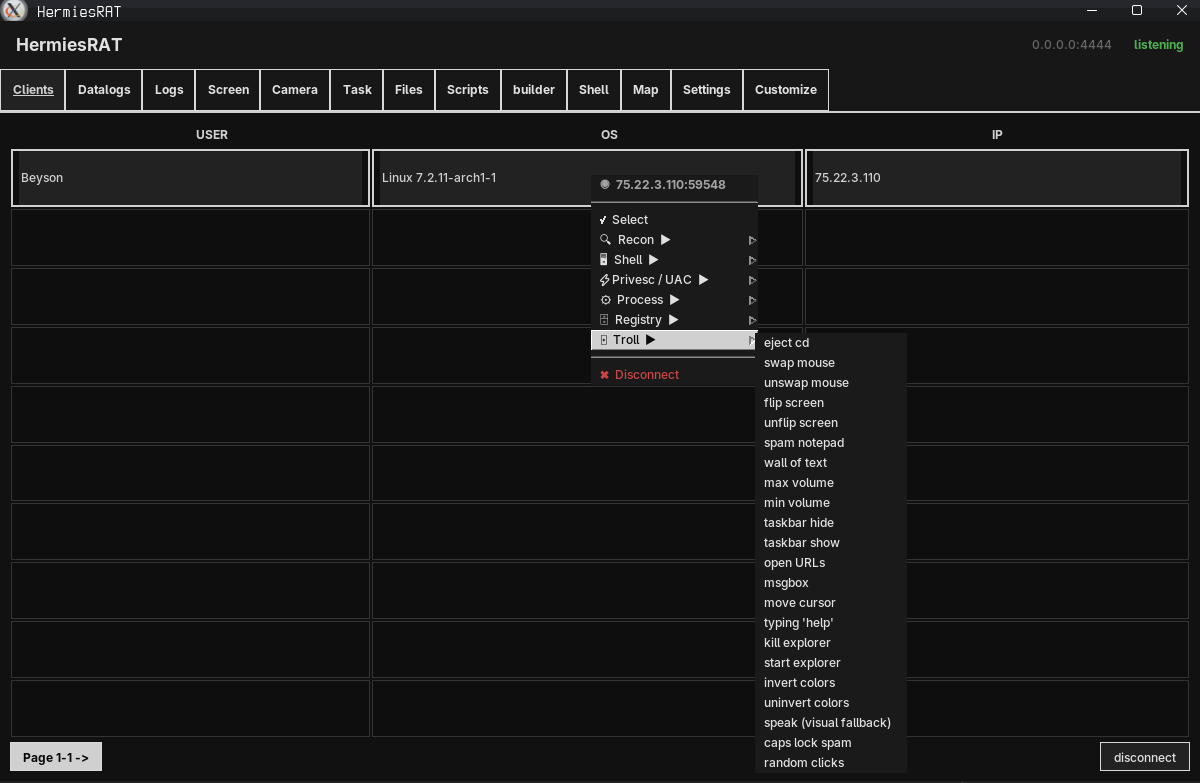 HermiesRAT
HermiesRAT
0.0.0.0:4444 listening
Clients Datalogs Logs Screen Camera Task Files Scripts builder Shell Map Settings Customize
USER OS IP
Beyson Linux 7.2.11-arch1-1 75.22.3.110
75.22.3.110:59548
Select
Recon
Shell
Privesc / UAC
Process
Registry
Troll
Disconnect
eject cd
swap mouse
unswap mouse
flip screen
unflip screen
spam notepad
wall of text
max volume
min volume
taskbar hide
taskbar show
open URLs
msgbox
move cursor
typing 'help'
kill explorer
start explorer
invert colors
uninvert colors
speak (visual fallback)
caps lock spam
random clicks
Page 1-1 ->
disconnect